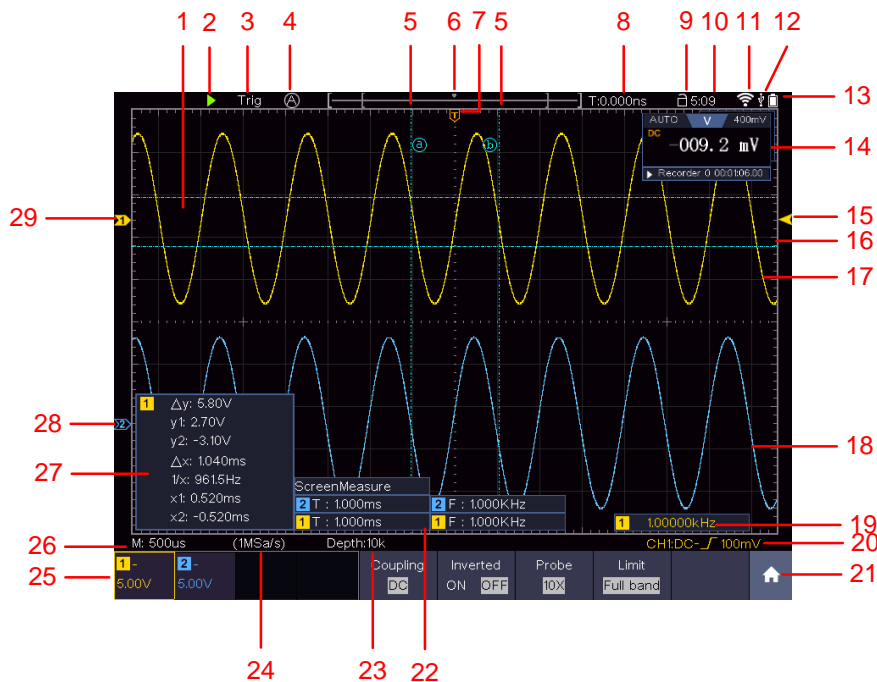 1 2 3 4 5 6 7 5 8 9 10 11 12
Trig A T T:0.000ns 5:09
13
AUTO V 400mV
DC
-009.2 mV
14
Recorder 0 00:01:06.00
a b
29 1 15
16
17
1 Δy: 5.80V
y1: 2.70V
28 2
y2: -3.10V
18
Δx: 1.040ms
27
1/x: 961.5Hz
x1: 0.520ms
x2: -0.520ms
ScreenMeasure
2 T : 1.000ms 2 F : 1.000KHz
1 T : 1.000ms 1 F : 1.000KHz
1 1.00000kHz 19
26 M: 500us (1MSa/s) Depth:10k CH1:DC- 100mV 20
1 - 2 - Coupling Inverted Probe Limit
25 5.00V 5.00V DC ON OFF 10X Full band 21
24 23 22